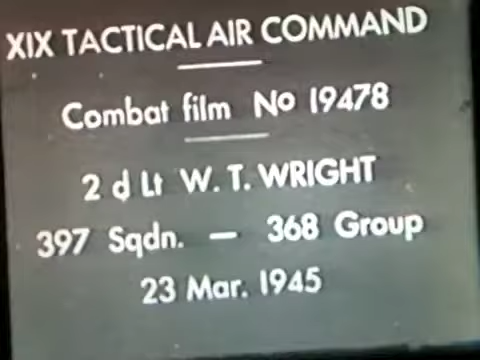 XIX TACTICAL AIR COMMAND
Combat film No 19478
2 d Lt W. T. WRIGHT
397 Sqdn. — 368 Group
23 Mar. 1945